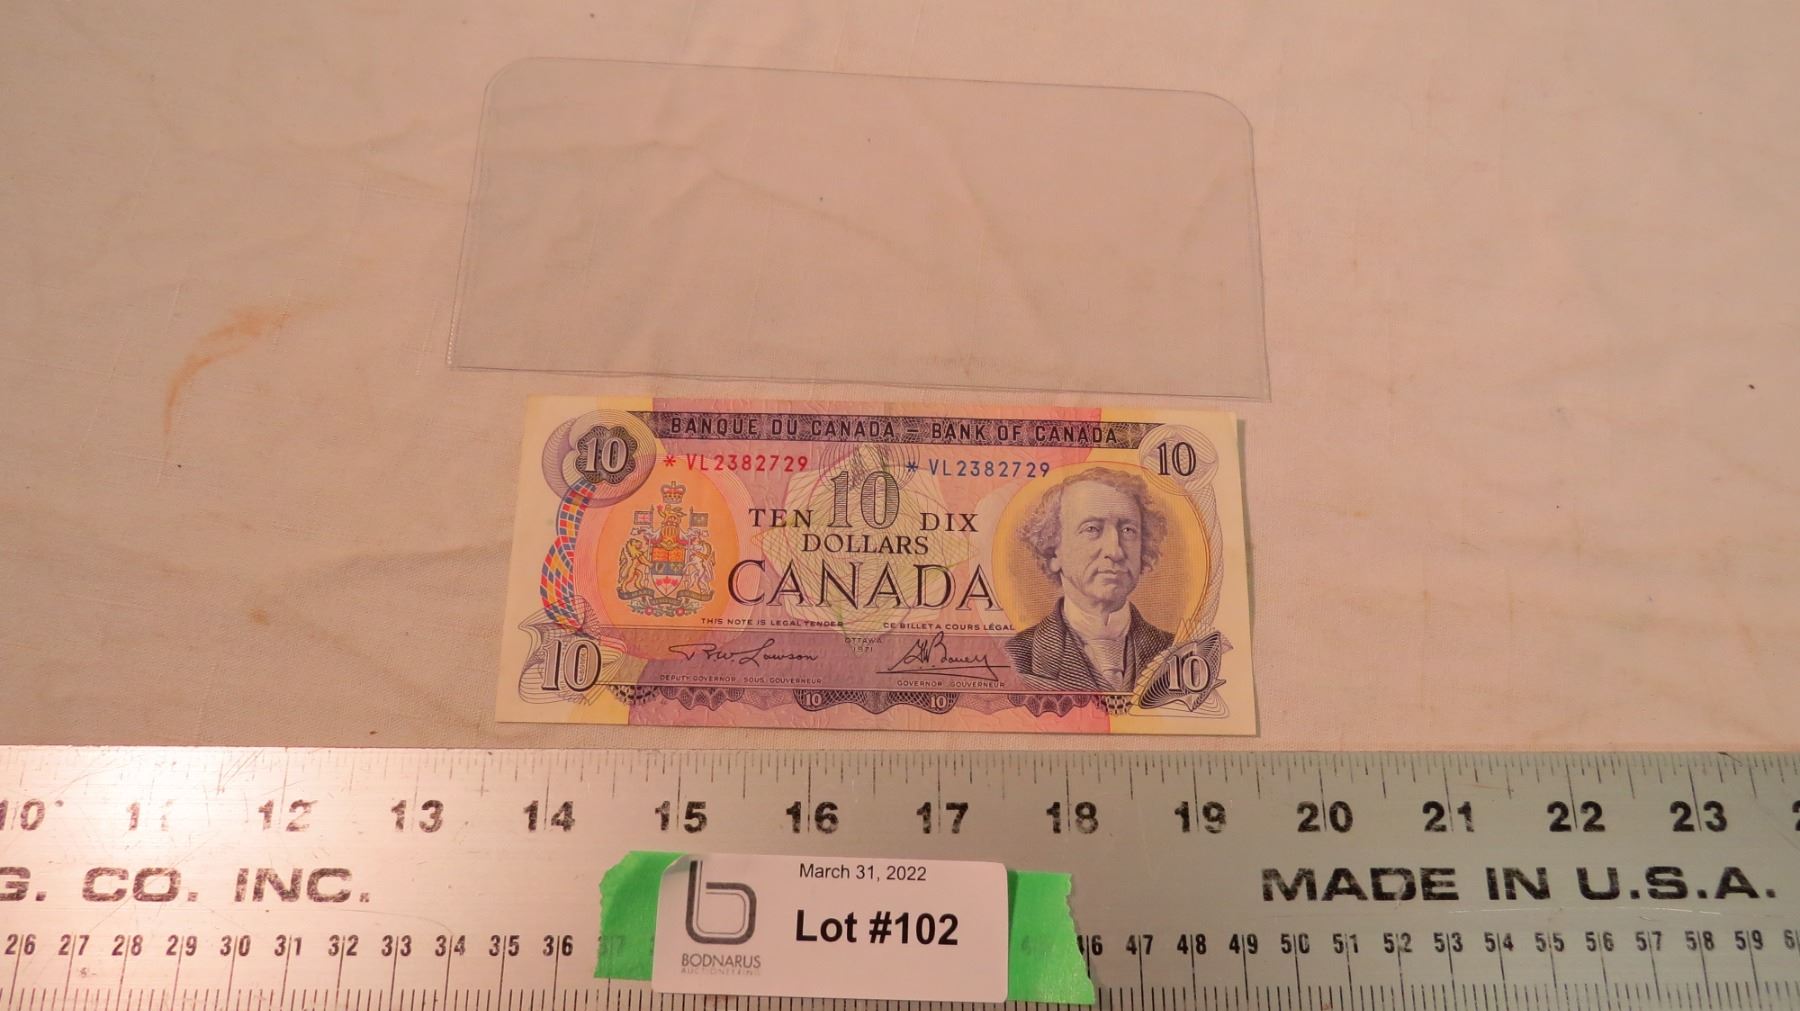 BANQUE DU CANADA – BANK OF CANADA
10
* VL2382729
* VL2382729
10
TEN 10 DIX
DOLLARS
CANADA
THIS NOTE IS LEGAL TENDER
CE BILLET A COURS LÉGAL
OTTAWA
1971
DEPUTY GOVERNOR SOUS GOUVERNEUR
GOVERNOR GOUVERNEUR
10
10
10
10
10 11 12 13 14 15 16 17 18 19 20 21 22 23
G. CO. INC.
MADE IN U.S.A.
March 31, 2022
Lot #102
b
BODNARUS
AUCTIONEERING
26 27 28 29 30 31 32 33 34 35 36 46 47 48 49 50 51 52 53 54 55 56 57 58 59